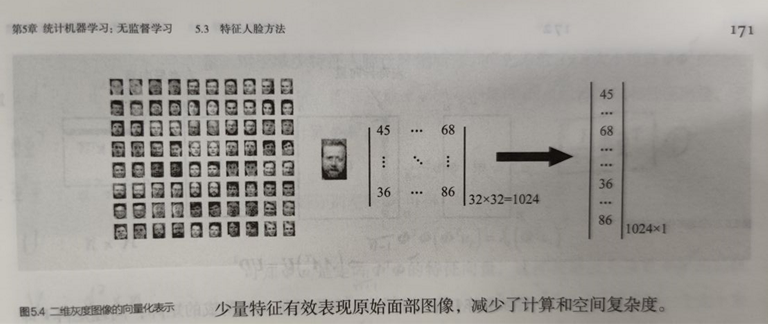 第5章 统计机器学习：无监督学习 5.3 特征人脸方法 171
45 ... 68
⋮ ⋱ ⋮
36 ... 86
32×32=1024
45
...
68
...
...
36
...
86
1024×1
图5.4 二维灰度图像的向量化表示
少量特征有效表现原始面部图像，减少了计算和空间复杂度。